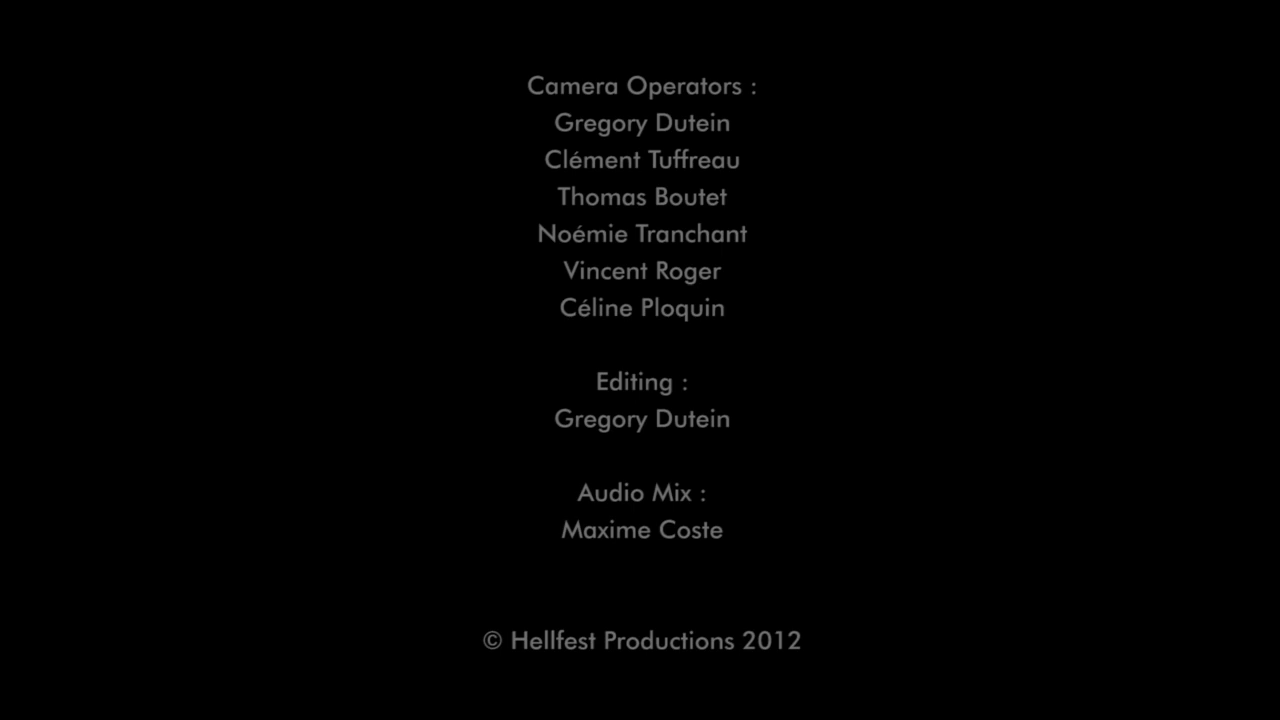 Camera Operators :
Gregory Dutein
Clément Tuffreau
Thomas Boutet
Noémie Tranchant
Vincent Roger
Céline Ploquin
Editing :
Gregory Dutein
Audio Mix :
Maxime Coste
© Hellfest Productions 2012